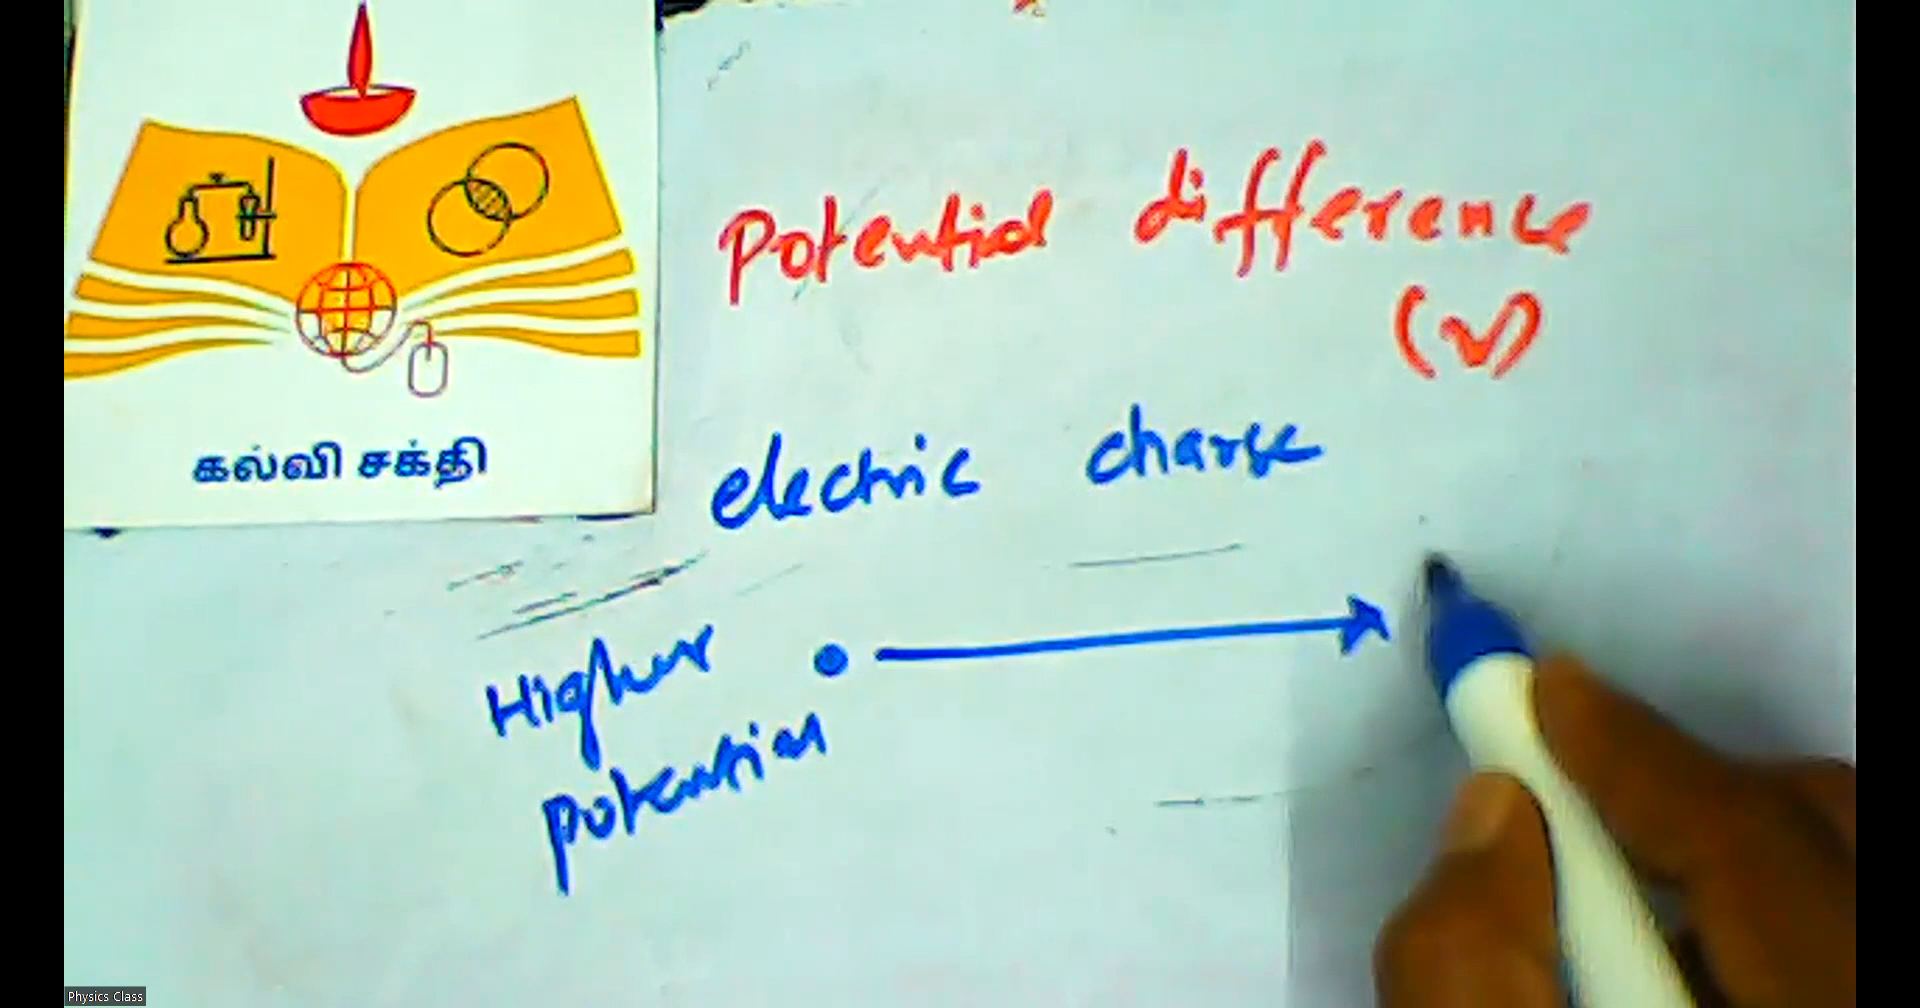 கல்வி சக்தி
Potential difference
(V)
electric charge
Higher
potential
Physics Class